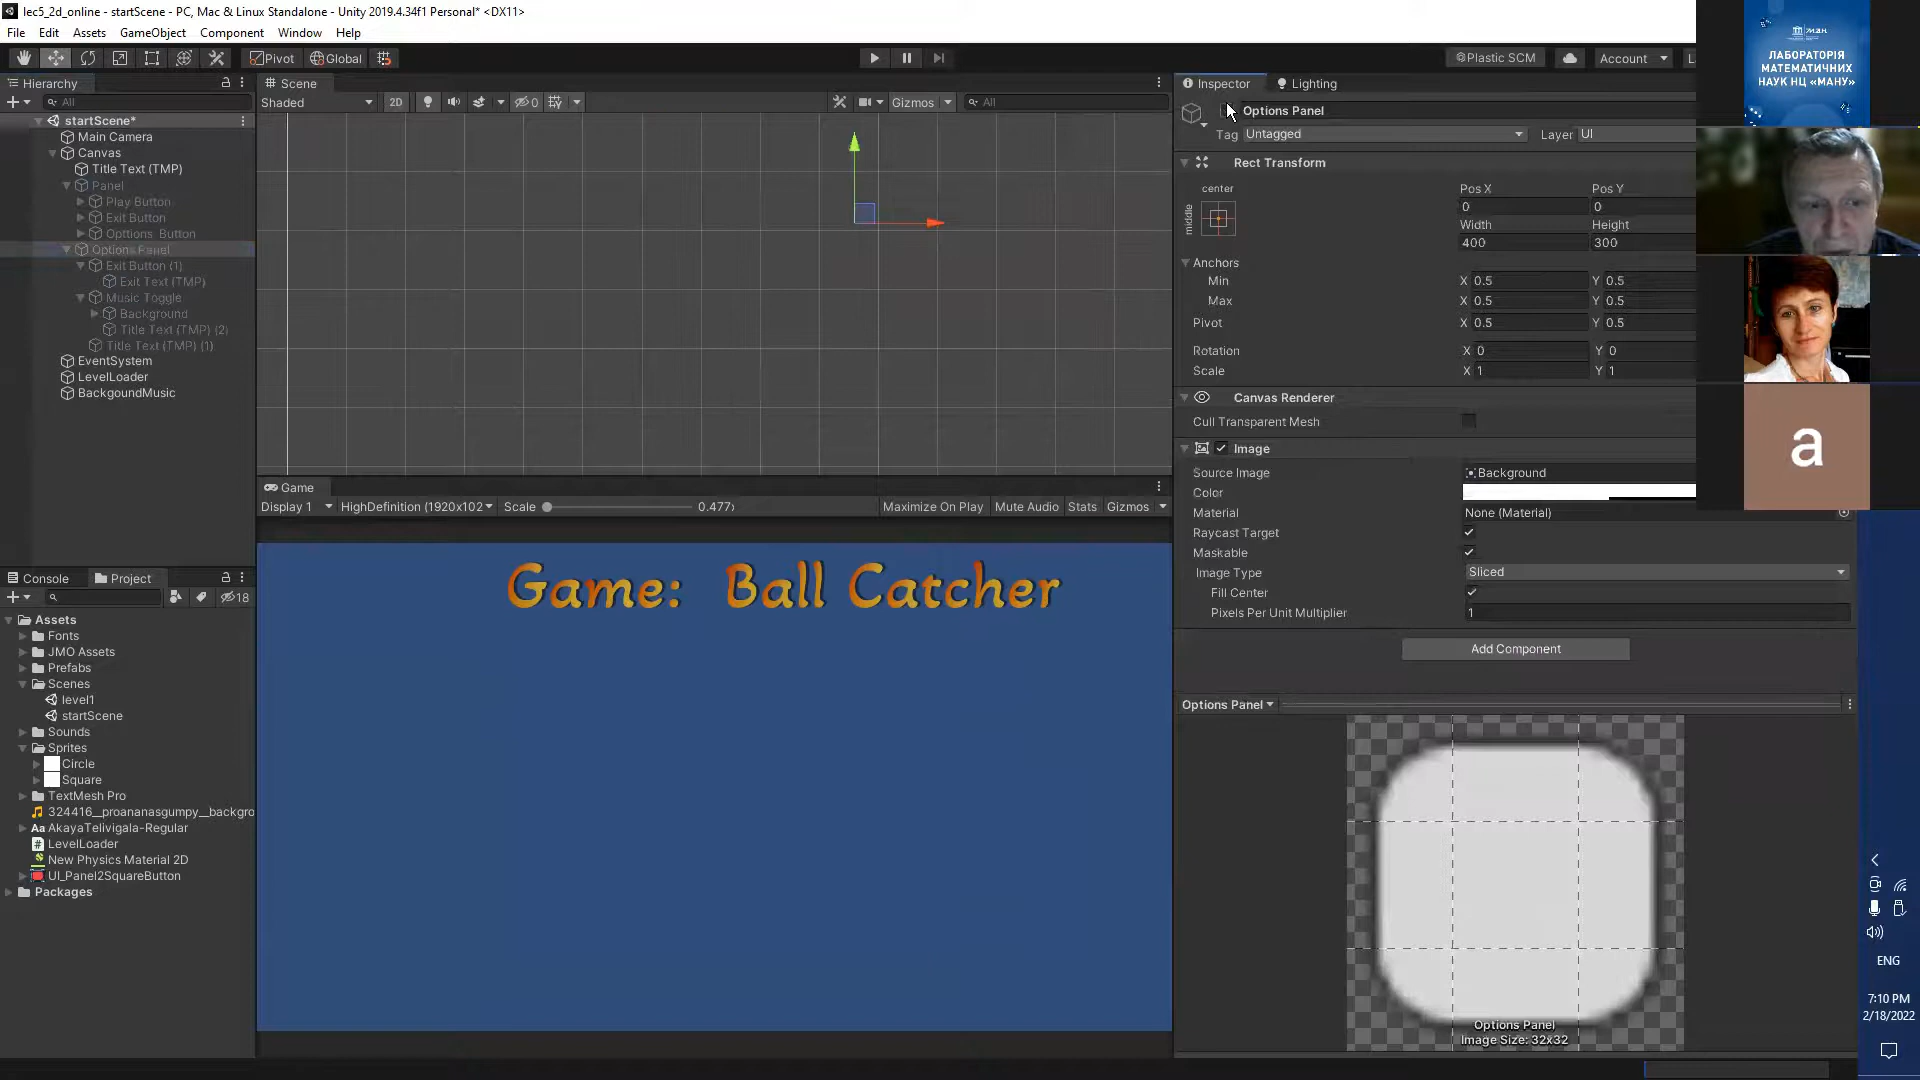 lec5_2d_online - startScene - PC, Mac & Linux Standalone - Unity 2019.4.34f1 Personal* <DX11>
File Edit Assets GameObject Component Window Help
Pivot Global
Plastic SCM Account
Hierarchy
All
startScene*
Main Camera
Canvas
Title Text (TMP)
Panel
Play Button
Exit Button
Opttions Button
Options Panel
Exit Button (1)
Exit Text (TMP)
Music Toggle
Background
Title Text (TMP) (2)
Title Text (TMP) (1)
EventSystem
LevelLoader
BackgoundMusic
Scene
Shaded 2D 0 Gizmos All
Game
Display 1 HighDefinition (1920x102 Scale 0.477 Maximize On Play Mute Audio Stats Gizmos
Game: Ball Catcher
Console Project
18
Assets
Fonts
JMO Assets
Prefabs
Scenes
level1
startScene
Sounds
Sprites
Circle
Square
TextMesh Pro
324416__proananasgumpy__backgro
AkayaTelivigala-Regular
LevelLoader
New Physics Material 2D
UI_Panel2SquareButton
Packages
Inspector Lighting
Options Panel
Tag Untagged Layer UI
Rect Transform
center
middle
Pos X Pos Y
0 0
Width Height
400 300
Anchors
Min X 0.5 Y 0.5
Max X 0.5 Y 0.5
Pivot X 0.5 Y 0.5
Rotation X 0 Y 0
Scale X 1 Y 1
Canvas Renderer
Cull Transparent Mesh
Image
Source Image Background
Color
Material None (Material)
Raycast Target
Maskable
Image Type Sliced
Fill Center
Pixels Per Unit Multiplier 1
Add Component
Options Panel
Options Panel
Image Size: 32x32
ЛАБОРАТОРІЯ
МАТЕМАТИЧНИХ
НАУК НЦ «МАНУ»
a
ENG
7:10 PM
2/18/2022